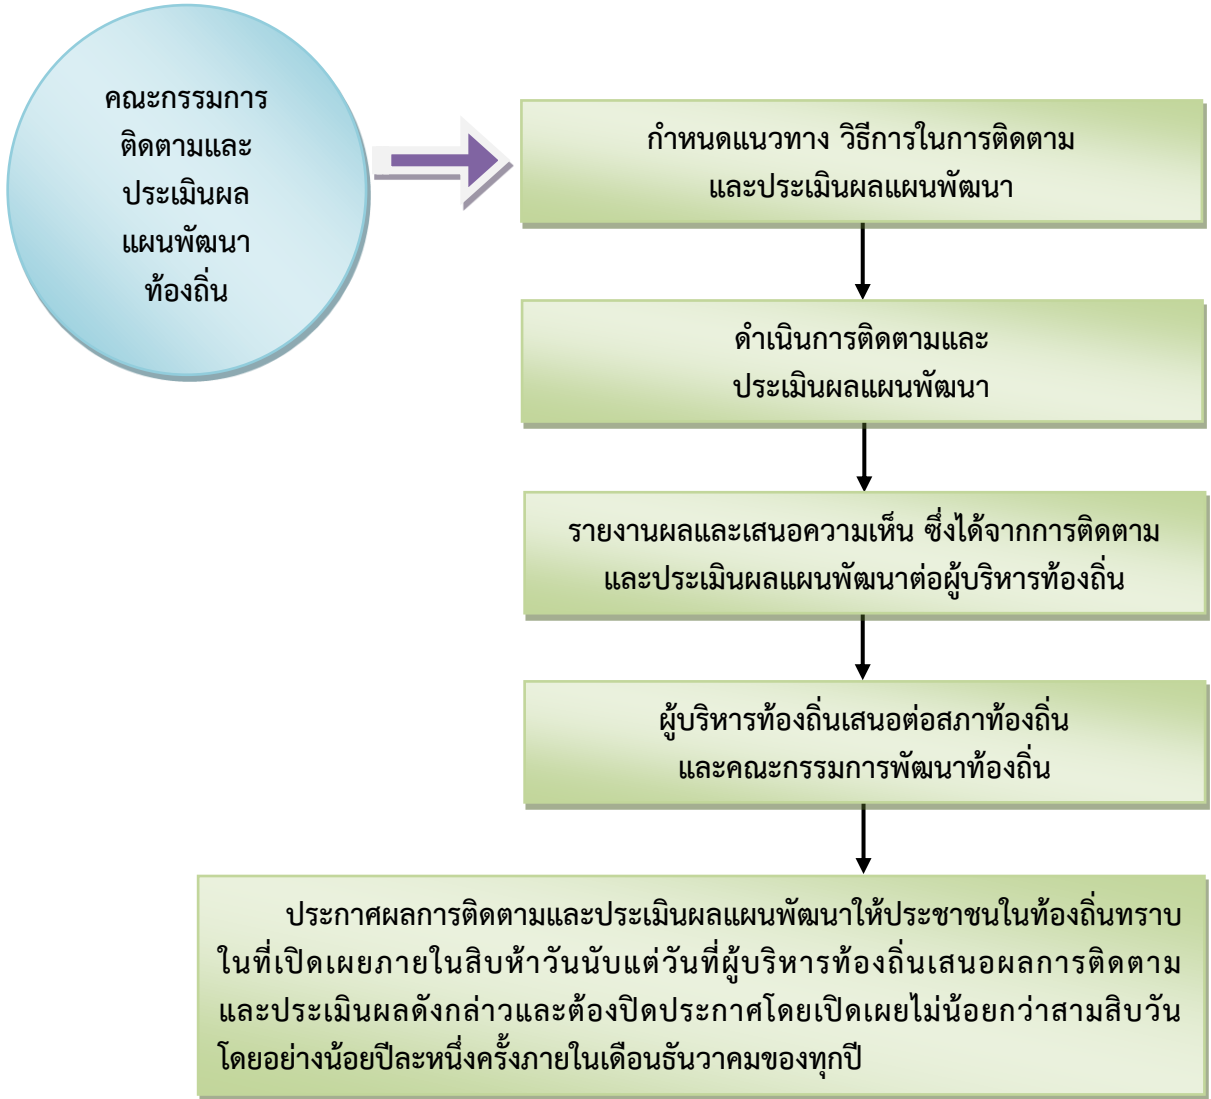 คณะกรรมการ
ติดตามและ
ประเมินผล
แผนพัฒนา
ท้องถิ่น
กำหนดแนวทาง วิธีการในการติดตาม
และประเมินผลแผนพัฒนา
ดำเนินการติดตามและ
ประเมินผลแผนพัฒนา
รายงานผลและเสนอความเห็น ซึ่งได้จากการติดตาม
และประเมินผลแผนพัฒนาต่อผู้บริหารท้องถิ่น
ผู้บริหารท้องถิ่นเสนอต่อสภาท้องถิ่น
และคณะกรรมการพัฒนาท้องถิ่น
ประกาศผลการติดตามและประเมินผลแผนพัฒนาให้ประชาชนในท้องถิ่นทราบ
ในที่เปิดเผยภายในสิบห้าวันนับแต่วันที่ผู้บริหารท้องถิ่นเสนอผลการติดตาม
และประเมินผลดังกล่าวและต้องปิดประกาศโดยเปิดเผยไม่น้อยกว่าสามสิบวัน
โดยอย่างน้อยปีละหนึ่งครั้งภายในเดือนธันวาคมของทุกปี